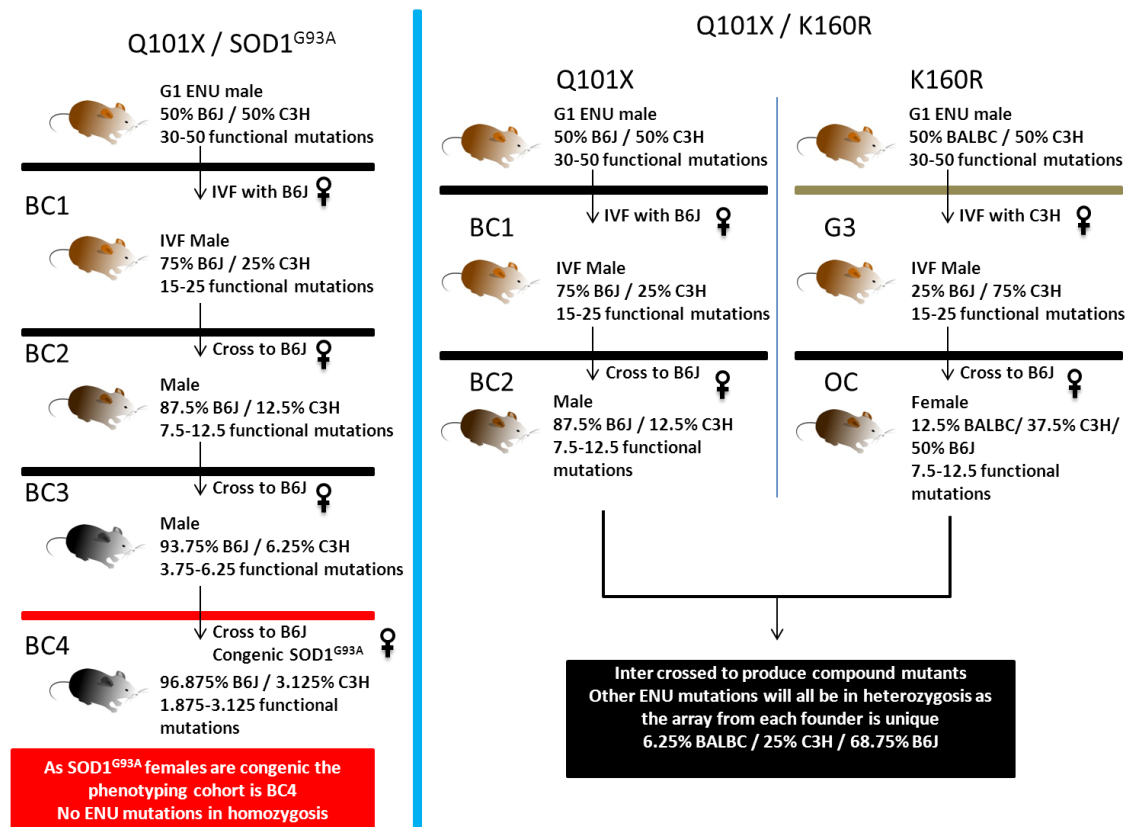 Q101X / SOD1G93A
G1 ENU male
50% B6J / 50% C3H
30-50 functional mutations
IVF with B6J
BC1
IVF Male
75% B6J / 25% C3H
15-25 functional mutations
Cross to B6J
BC2
Male
87.5% B6J / 12.5% C3H
7.5-12.5 functional mutations
Cross to B6J
BC3
Male
93.75% B6J / 6.25% C3H
3.75-6.25 functional mutations
Cross to B6J
Congenic SOD1G93A
BC4
96.875% B6J / 3.125% C3H
1.875-3.125 functional
mutations
As SOD1G93A females are congenic the
phenotyping cohort is BC4
No ENU mutations in homozygosis
Q101X / K160R
Q101X
G1 ENU male
50% B6J / 50% C3H
30-50 functional mutations
IVF with B6J
BC1
IVF Male
75% B6J / 25% C3H
15-25 functional mutations
Cross to B6J
BC2
Male
87.5% B6J / 12.5% C3H
7.5-12.5 functional
mutations
K160R
G1 ENU male
50% BALBC / 50% C3H
30-50 functional mutations
IVF with C3H
G3
IVF Male
25% B6J / 75% C3H
15-25 functional mutations
Cross to B6J
OC
Female
12.5% BALBC/ 37.5% C3H/
50% B6J
7.5-12.5 functional
mutations
Inter crossed to produce compound mutants
Other ENU mutations will all be in heterozygosis as
the array from each founder is unique
6.25% BALBC / 25% C3H / 68.75% B6J